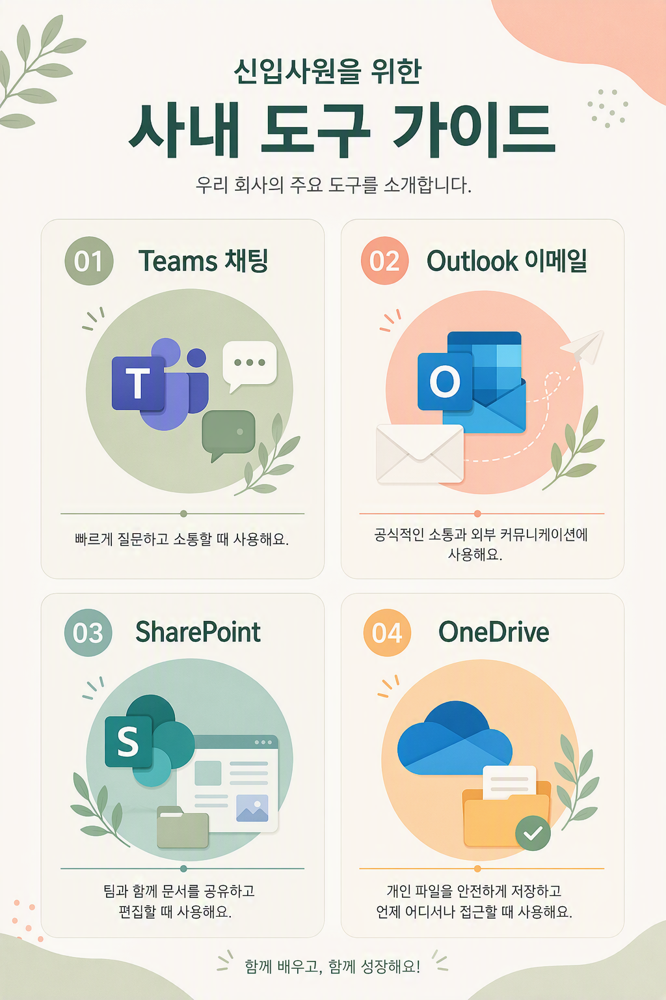 신입사원을 위한
사내 도구 가이드
우리 회사의 주요 도구를 소개합니다.
01 Teams 채팅
T
빠르게 질문하고 소통할 때 사용해요.
02 Outlook 이메일
O
공식적인 소통과 외부 커뮤니케이션에
사용해요.
03 SharePoint
S
팀과 함께 문서를 공유하고
편집할 때 사용해요.
04 OneDrive
개인 파일을 안전하게 저장하고
언제 어디서나 접근할 때 사용해요.
함께 배우고, 함께 성장해요!